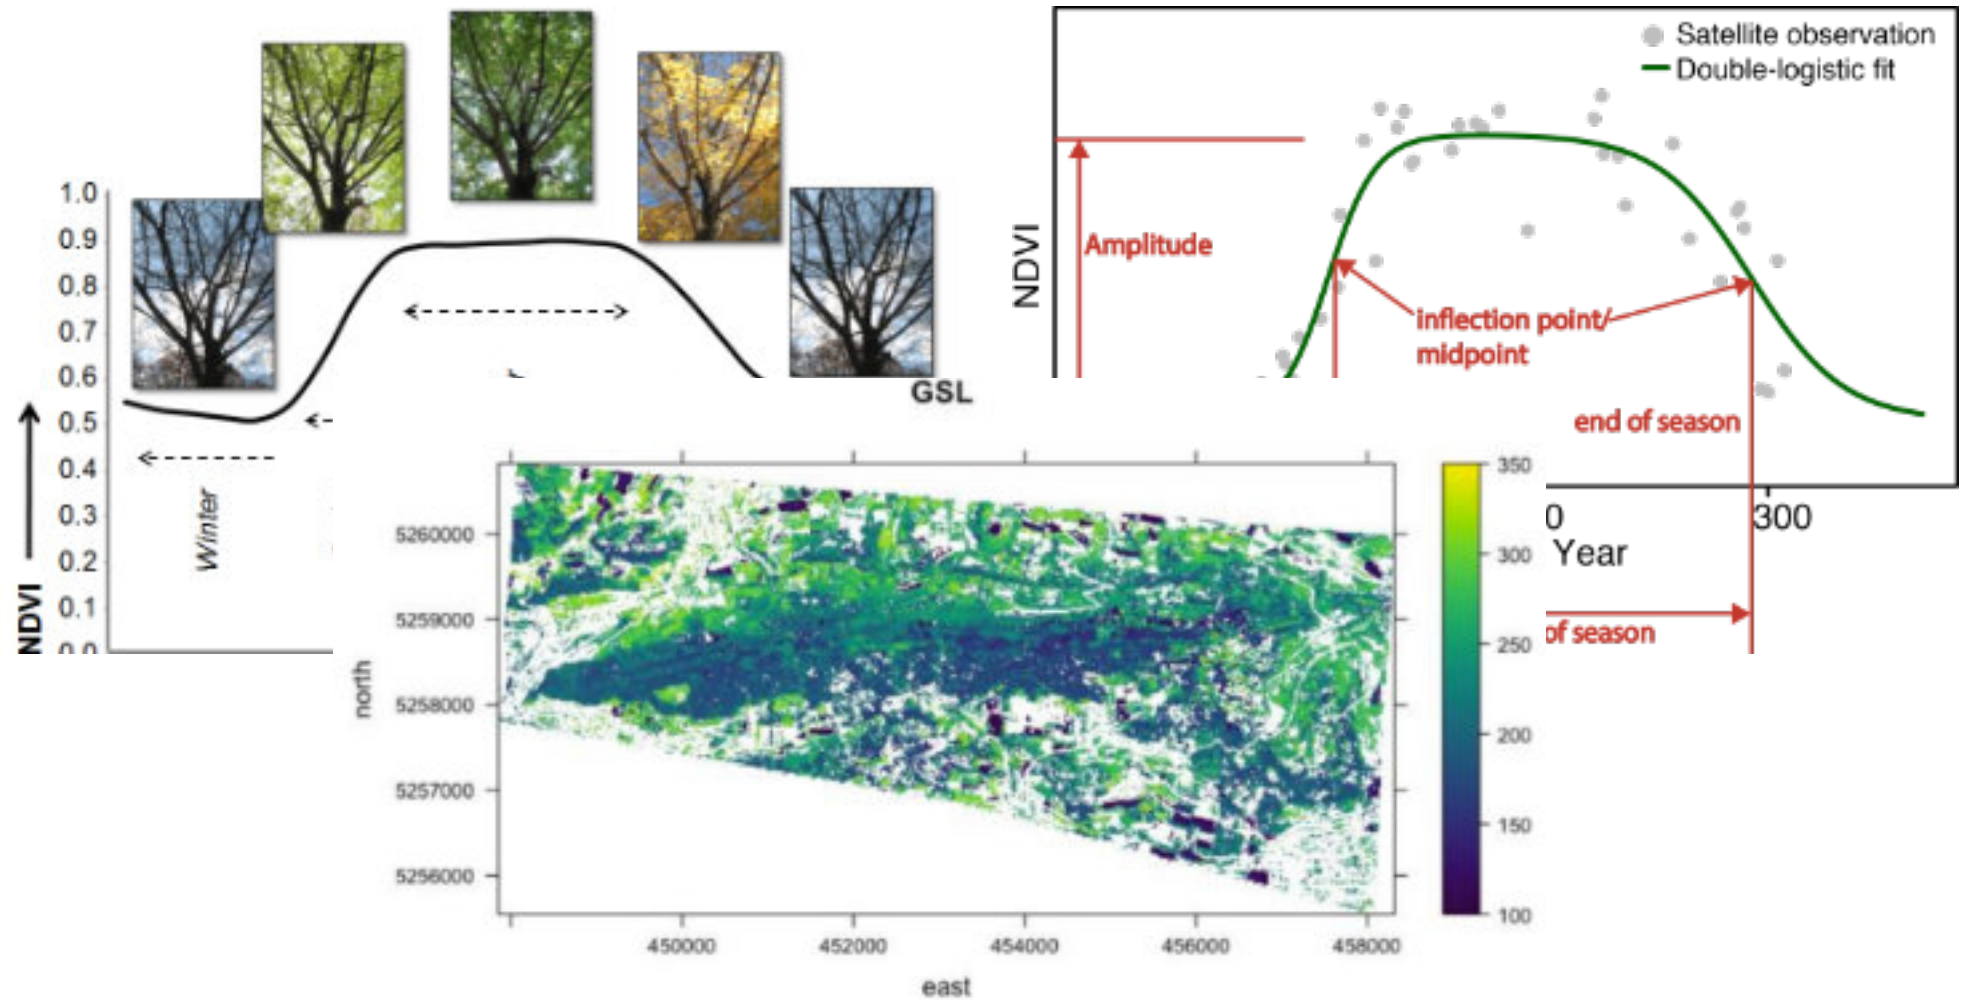 1.0
0.9
0.8
0.7
0.6
0.5
0.4
0.3
0.2
0.1
0.0
NDVI
Winter
Satellite observation
Double-logistic fit
NDVI
Amplitude
inflection point/
midpoint
end of season
0
300
Year
of season
GSL
5260000
5259000
5258000
5257000
5256000
north
450000
452000
454000
456000
458000
east
350
300
250
200
150
100